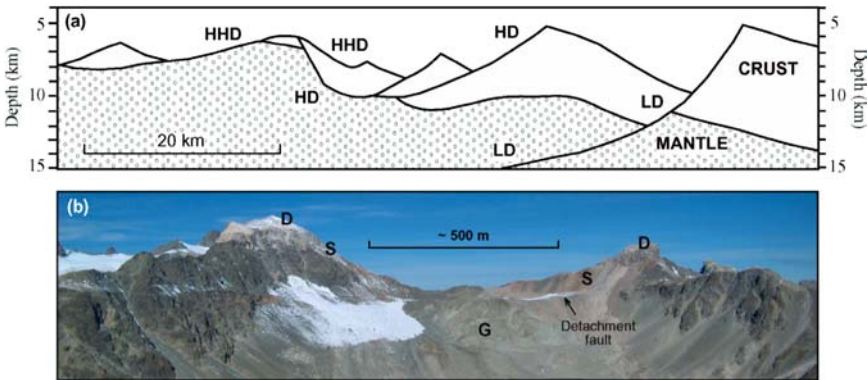 (a)
5
HHD
HHD
HD
5
CRUST
Depth (km)
Depth (km)
10
HD
LD
10
20 km
LD
MANTLE
15
15
(b)
D
~ 500 m
D
S
S
G
Detachment
fault